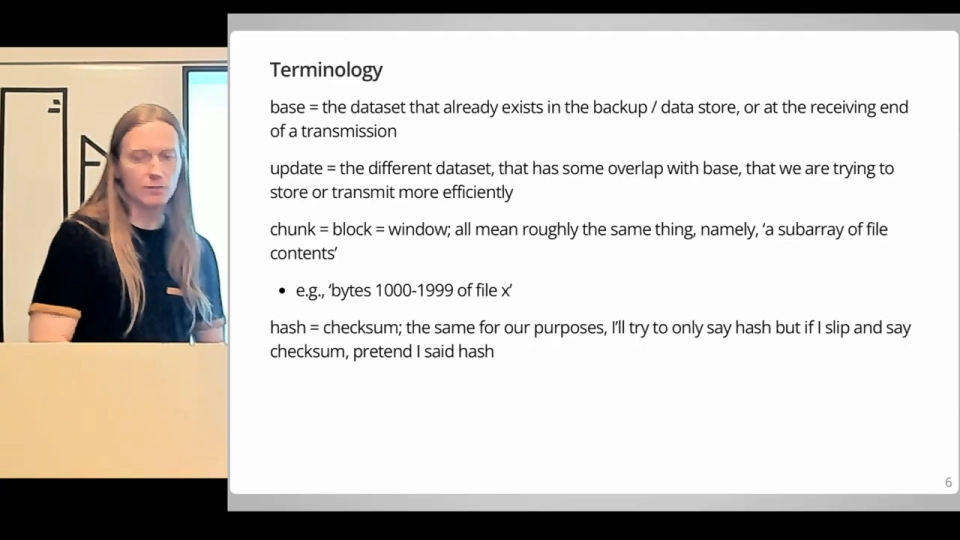 Terminology
base = the dataset that already exists in the backup / data store, or at the receiving end
of a transmission
update = the different dataset, that has some overlap with base, that we are trying to
store or transmit more efficiently
chunk = block = window; all mean roughly the same thing, namely, ‘a subarray of file
contents’
• e.g., ‘bytes 1000-1999 of file x’
hash = checksum; the same for our purposes, I’ll try to only say hash but if I slip and say
checksum, pretend I said hash
6